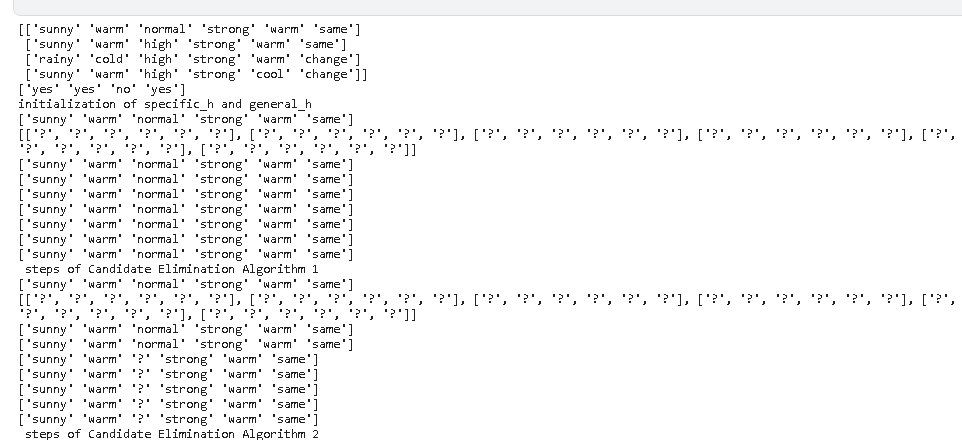 [['sunny' 'warm' 'normal' 'strong' 'warm' 'same']
['sunny' 'warm' 'high' 'strong' 'warm' 'same']
['rainy' 'cold' 'high' 'strong' 'warm' 'change']
['sunny' 'warm' 'high' 'strong' 'cool' 'change']]
['yes' 'yes' 'no' 'yes']
initialization of specific_h and general_h
['sunny' 'warm' 'normal' 'strong' 'warm' 'same']
[['?', '?', '?', '?', '?', '?'], ['?', '?', '?', '?', '?', '?'], ['?', '?', '?', '?', '?', '?'], ['?', '?', '?', '?', '?', '?'], ['?',
'?', '?', '?', '?', '?'], ['?', '?', '?', '?', '?', '?']]
['sunny' 'warm' 'normal' 'strong' 'warm' 'same']
['sunny' 'warm' 'normal' 'strong' 'warm' 'same']
['sunny' 'warm' 'normal' 'strong' 'warm' 'same']
['sunny' 'warm' 'normal' 'strong' 'warm' 'same']
['sunny' 'warm' 'normal' 'strong' 'warm' 'same']
['sunny' 'warm' 'normal' 'strong' 'warm' 'same']
['sunny' 'warm' 'normal' 'strong' 'warm' 'same']
steps of Candidate Elimination Algorithm 1
['sunny' 'warm' 'normal' 'strong' 'warm' 'same']
[['?', '?', '?', '?', '?', '?'], ['?', '?', '?', '?', '?', '?'], ['?', '?', '?', '?', '?', '?'], ['?', '?', '?', '?', '?', '?'], ['?',
'?', '?', '?', '?', '?'], ['?', '?', '?', '?', '?', '?']]
['sunny' 'warm' 'normal' 'strong' 'warm' 'same']
['sunny' 'warm' 'normal' 'strong' 'warm' 'same']
['sunny' 'warm' '?' 'strong' 'warm' 'same']
['sunny' 'warm' '?' 'strong' 'warm' 'same']
['sunny' 'warm' '?' 'strong' 'warm' 'same']
['sunny' 'warm' '?' 'strong' 'warm' 'same']
['sunny' 'warm' '?' 'strong' 'warm' 'same']
steps of Candidate Elimination Algorithm 2